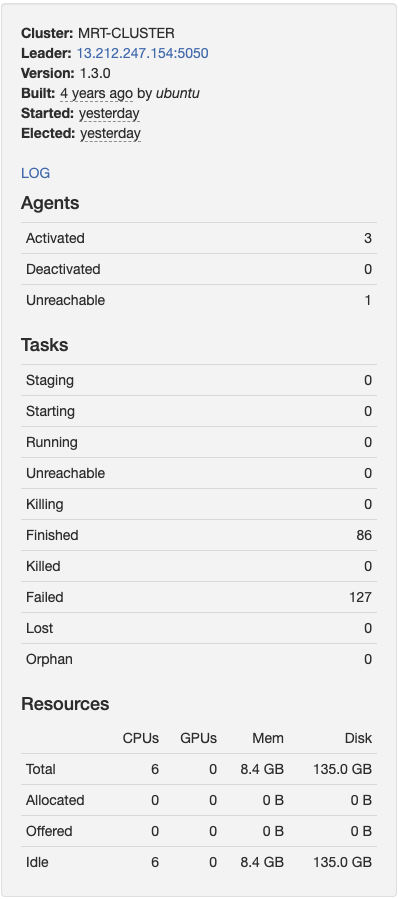 Cluster: MRT-CLUSTER
Leader: 13.212.247.154:5050
Version: 1.3.0
Built: 4 years ago by ubuntu
Started: yesterday
Elected: yesterday
LOG
Agents
Activated 3
Deactivated 0
Unreachable 1
Tasks
Staging 0
Starting 0
Running 0
Unreachable 0
Killing 0
Finished 86
Killed 0
Failed 127
Lost 0
Orphan 0
Resources
CPUs GPUs Mem Disk
Total 6 0 8.4 GB 135.0 GB
Allocated 0 0 0 B 0 B
Offered 0 0 0 B 0 B
Idle 6 0 8.4 GB 135.0 GB